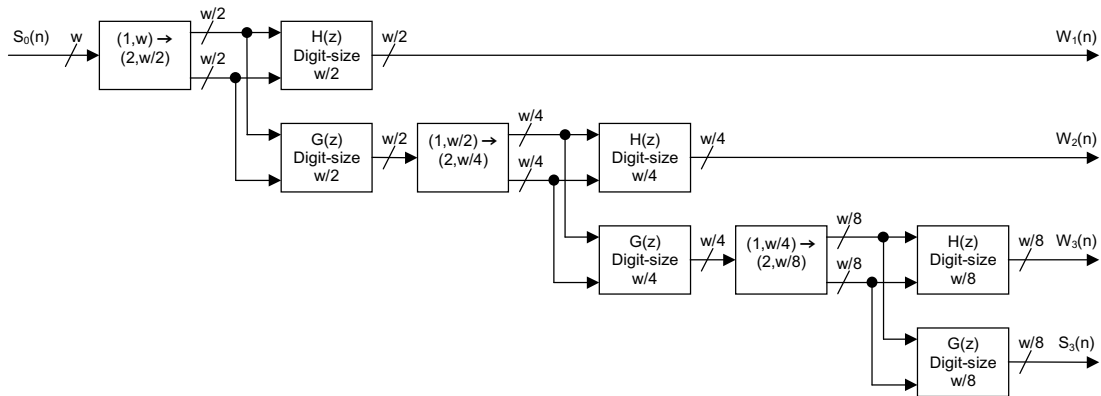 S₀(n)
w
(1,w) →
(2,w/2)
w/2
w/2
H(z)
Digit-size
w/2
w/2
W₁(n)
G(z)
Digit-size
w/2
w/2
(1,w/2) →
(2,w/4)
w/4
w/4
H(z)
Digit-size
w/4
w/4
W₂(n)
G(z)
Digit-size
w/4
w/4
(1,w/4) →
(2,w/8)
w/8
w/8
H(z)
Digit-size
w/8
w/8
W₃(n)
G(z)
Digit-size
w/8
w/8
S₃(n)